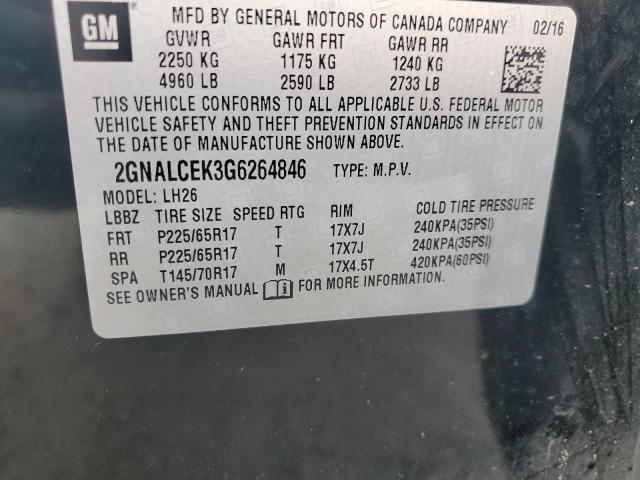 GM
MFD BY GENERAL MOTORS OF CANADA COMPANY 02/16
GVWR GAWR FRT GAWR RR
2250 KG 1175 KG 1240 KG
4960 LB 2590 LB 2733 LB
THIS VEHICLE CONFORMS TO ALL APPLICABLE U.S. FEDERAL MOTOR
VEHICLE SAFETY AND THEFT PREVENTION STANDARDS IN EFFECT ON
THE DATE OF MANUFACTURE SHOWN ABOVE.
2GNALCEK3G6264846 TYPE: M.P.V.
MODEL: LH26
LBBZ TIRE SIZE SPEED RTG RIM COLD TIRE PRESSURE
FRT P225/65R17 T 17X7J 240KPA(35PSI)
RR P225/65R17 T 17X7J 240KPA(35PSI)
SPA T145/70R17 M 17X4.5T 420KPA(60PSI)
SEE OWNER'S MANUAL i FOR MORE INFORMATION.